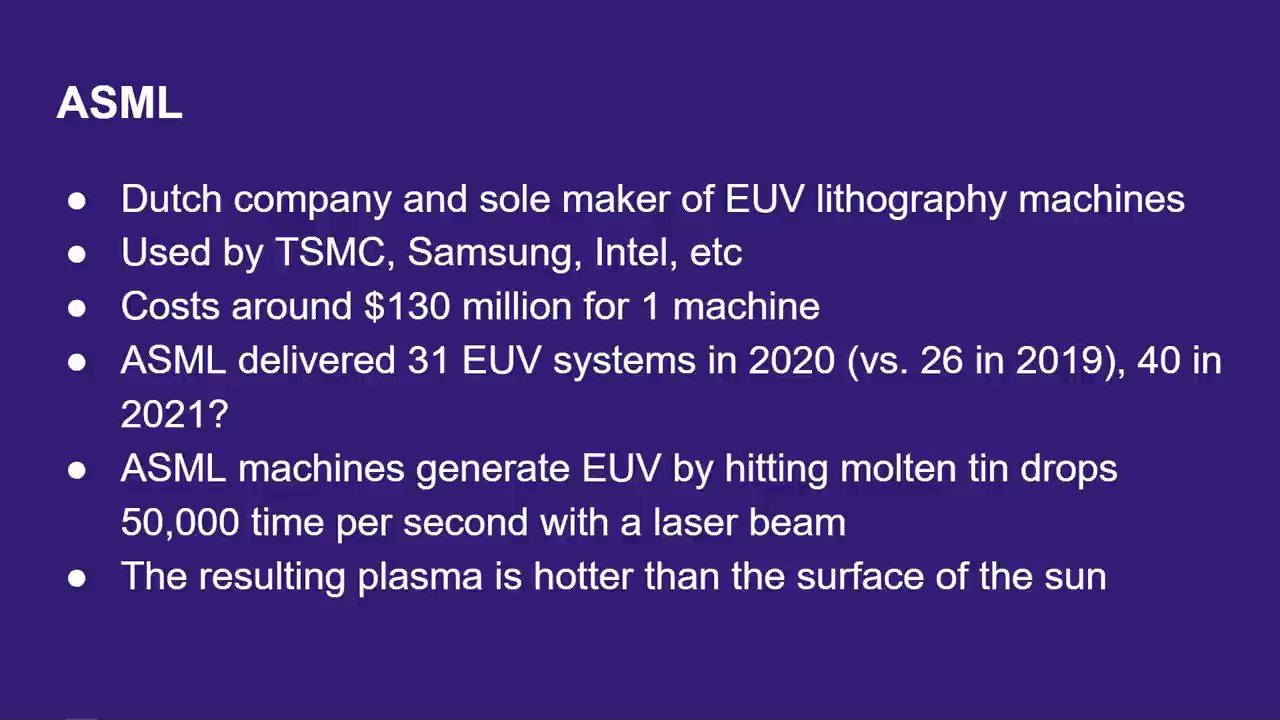 ASML
● Dutch company and sole maker of EUV lithography machines
● Used by TSMC, Samsung, Intel, etc
● Costs around $130 million for 1 machine
● ASML delivered 31 EUV systems in 2020 (vs. 26 in 2019), 40 in
2021?
● ASML machines generate EUV by hitting molten tin drops
50,000 time per second with a laser beam
● The resulting plasma is hotter than the surface of the sun